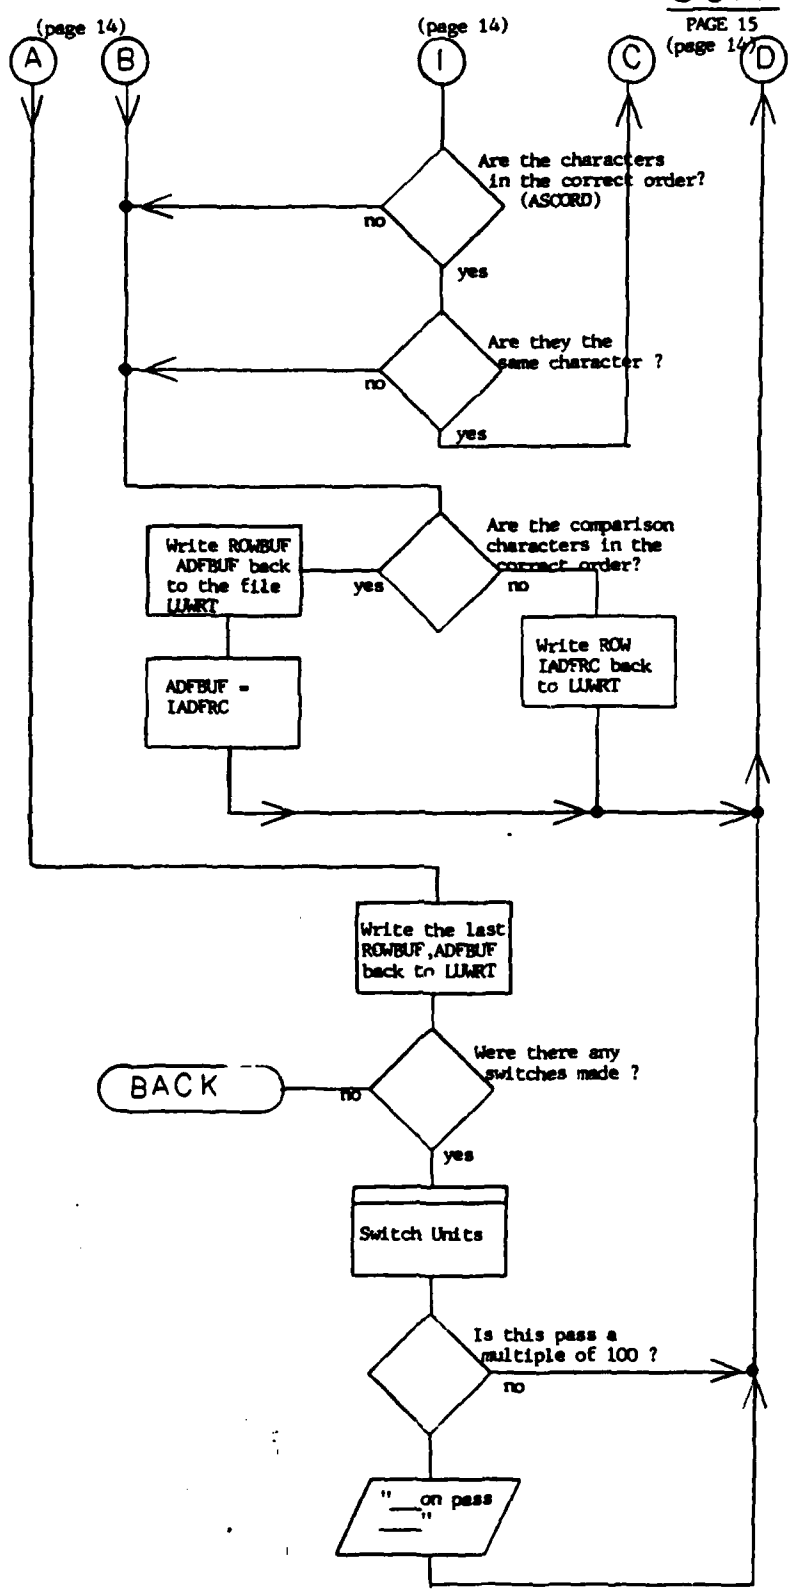 PAGE 15
(page 14)
(page 14)
(page 14)
A
B
1
C
D
Are the characters
in the correct order?
(ASCORD)
no
yes
Are they the
same character ?
no
yes
Are the comparison
characters in the
correct order?
yes
no
Write ROWBUF
ADFBUF back
to the file
LUWRT
Write ROW
IADFRC back
to LUWRT
ADFBUF =
IADFRC
Write the last
ROWBUF,ADFBUF
back to LUWRT
Were there any
switches made ?
BACK
no
yes
Switch Units
Is this pass a
multiple of 100 ?
no
"___on pass
___"